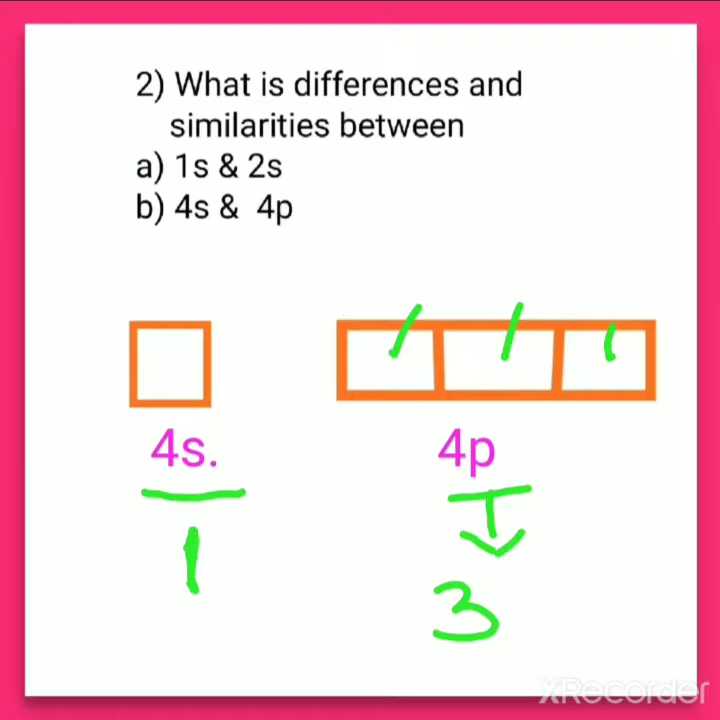 2) What is differences and
similarities between
a) 1s & 2s
b) 4s & 4p
4s. 4p
1 3
XRecorder